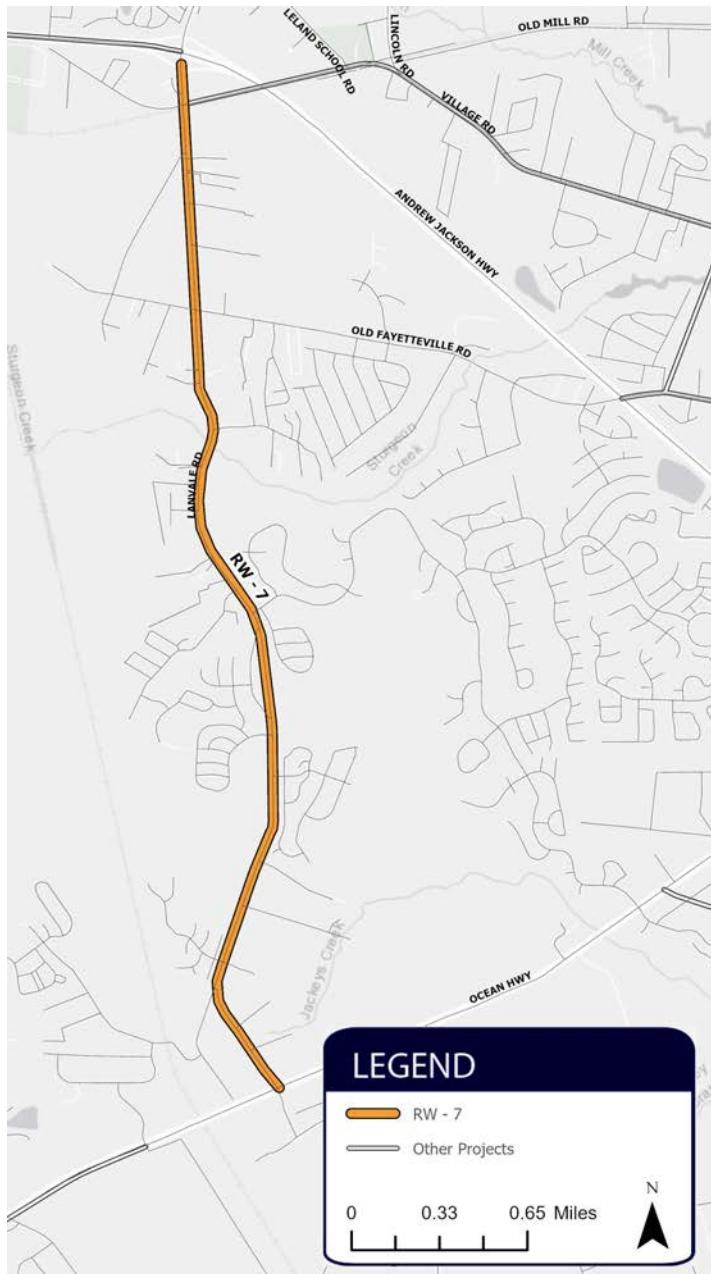 OLD MILL RD
LELAND SCHOOL RD
LINCOLN RD
Mill Creek
VILLAGE RD
ANDREW JACKSON HWY
OLD FAYETTEVILLE RD
Sturgeon Creek
Sturgeon
Creek
LANVALE RD
RW - 7
Jackeys Creek
OCEAN HWY
LEGEND
RW - 7
Other Projects
N
0 0.33 0.65 Miles